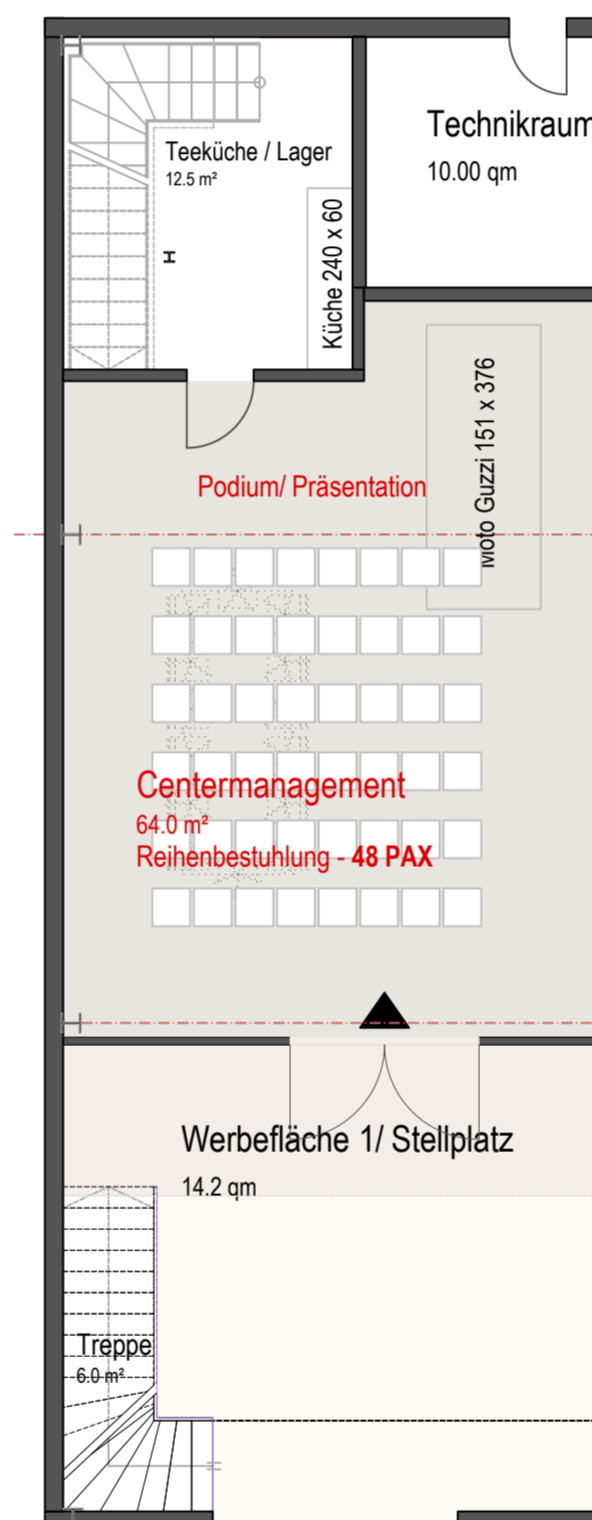 Technikraum
10.00 qm
Teeküche / Lager
12.5 m²
Küche 240 x 60
Moto Guzzi 151 x 376
Podium/ Präsentation
Centermanagement
64.0 m²
Reihenbestuhlung - 48 PAX
Werbefläche 1/ Stellplatz
14.2 qm
Treppe
6.0 m²